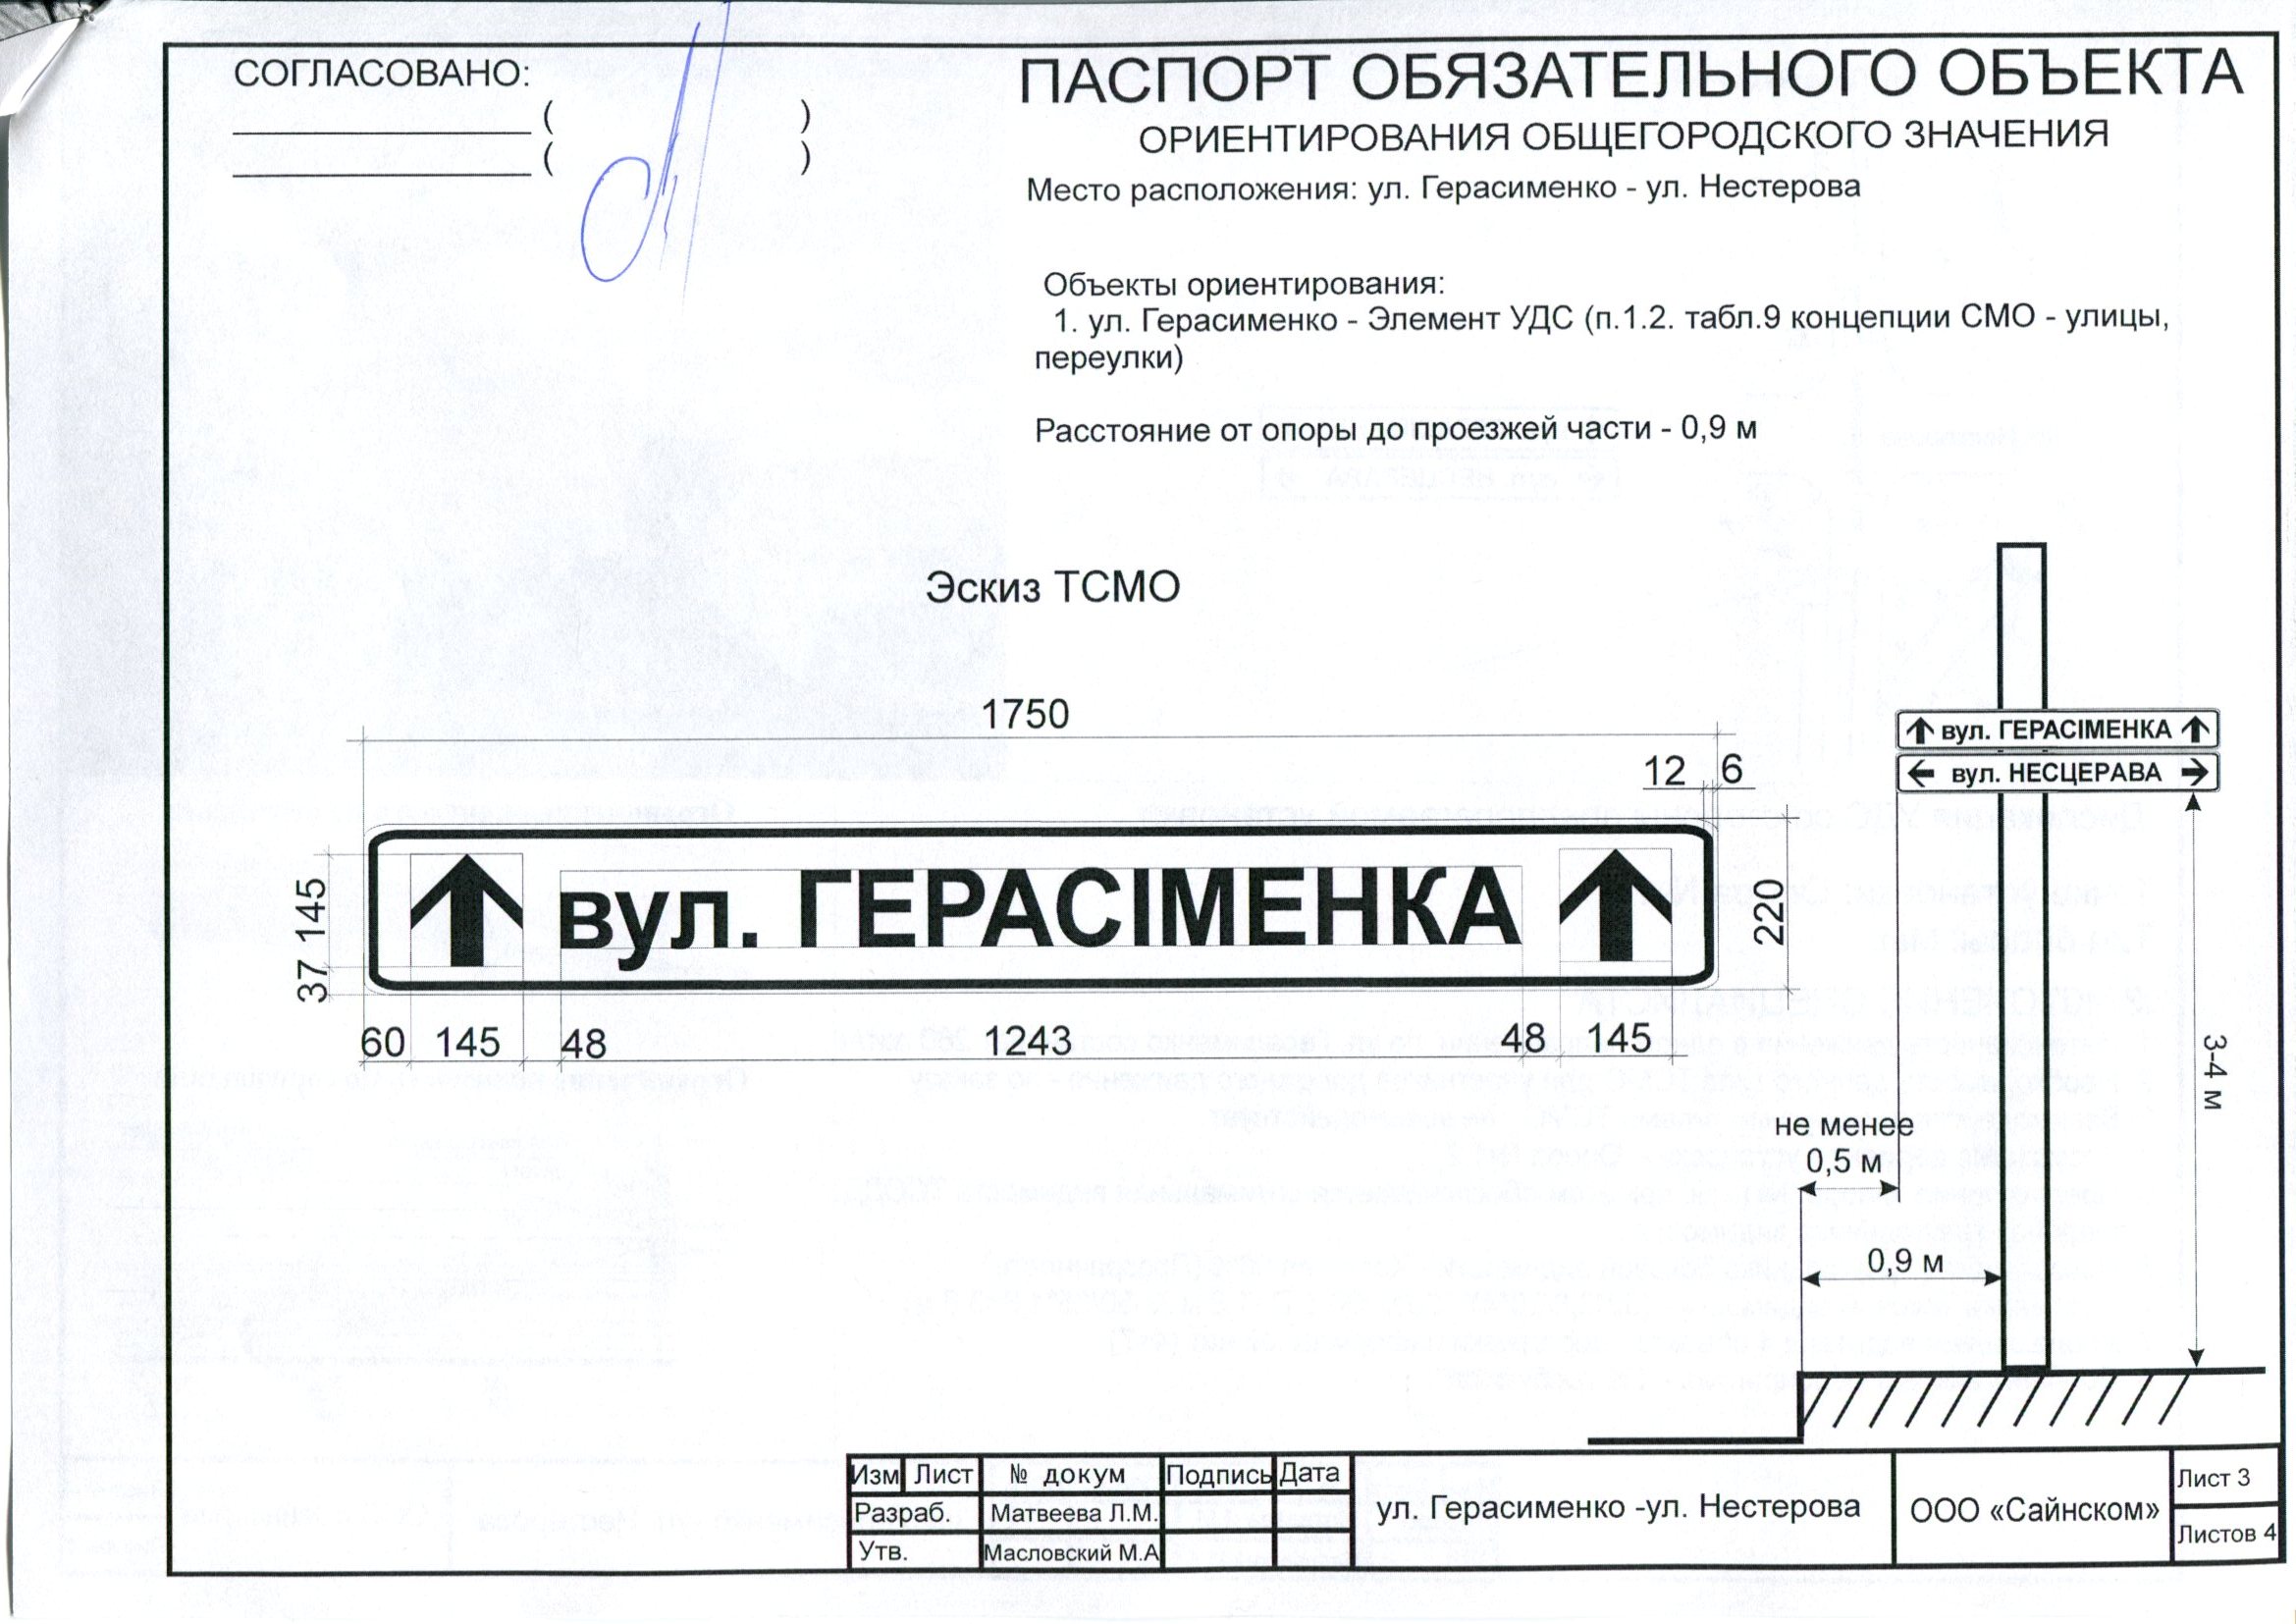 СОГЛАСОВАНО:
( )
( )
ПАСПОРТ ОБЯЗАТЕЛЬНОГО ОБЪЕКТА
ОРИЕНТИРОВАНИЯ ОБЩЕГОРОДСКОГО ЗНАЧЕНИЯ
Место расположения: ул. Герасименко - ул. Нестерова
Объекты ориентирования:
1. ул. Герасименко - Элемент УДС (п.1.2. табл.9 концепции СМО - улицы,
переулки)
Расстояние от опоры до проезжей части - 0,9 м
Эскиз ТСМО
1750
12 6
вул. ГЕРАСІМЕНКА
37 145
220
60 145 48 1243 48 145
вул. ГЕРАСІМЕНКА
вул. НЕСЦЕРАВА
3-4 м
не менее
0,5 м
0,9 м
Изм Лист № докум Подпись Дата
Разраб. Матвеева Л.М.
Утв. Масловский М.А
ул. Герасименко -ул. Нестерова
ООО «Сайнском»
Лист 3
Листов 4